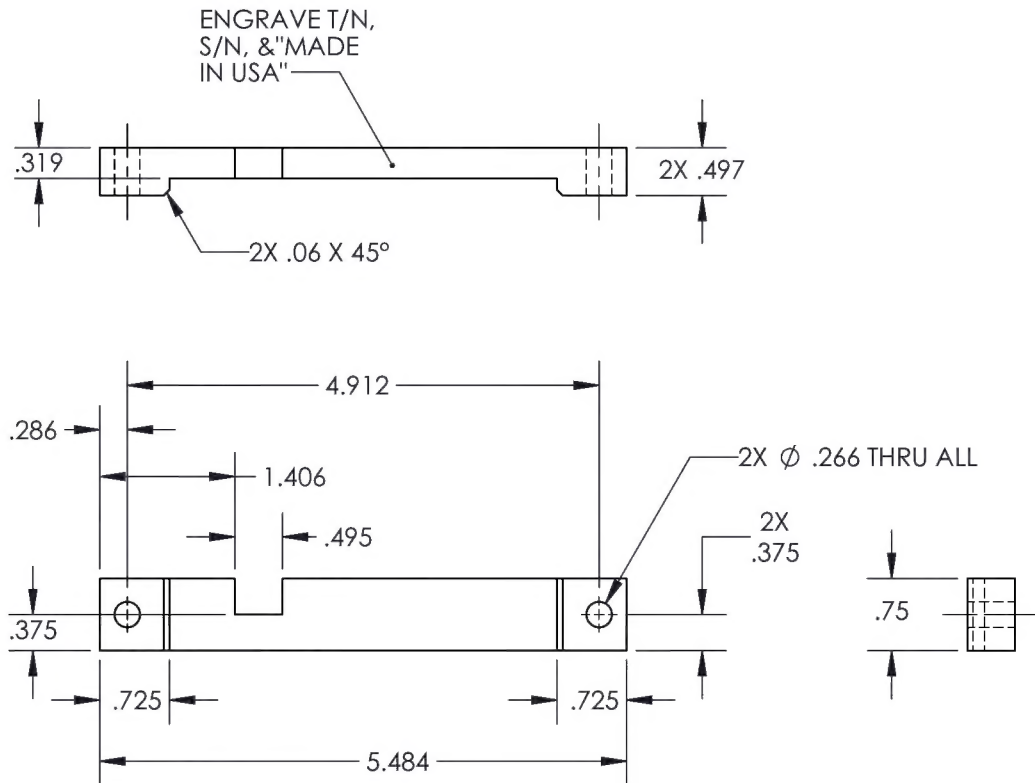 ENGRAVE T/N,
S/N, &"MADE
IN USA"
.319
2X .497
2X .06 X 45°
4.912
.286
2X Ø .266 THRU ALL
1.406
2X
.375
.495
.375
.75
.725
.725
5.484